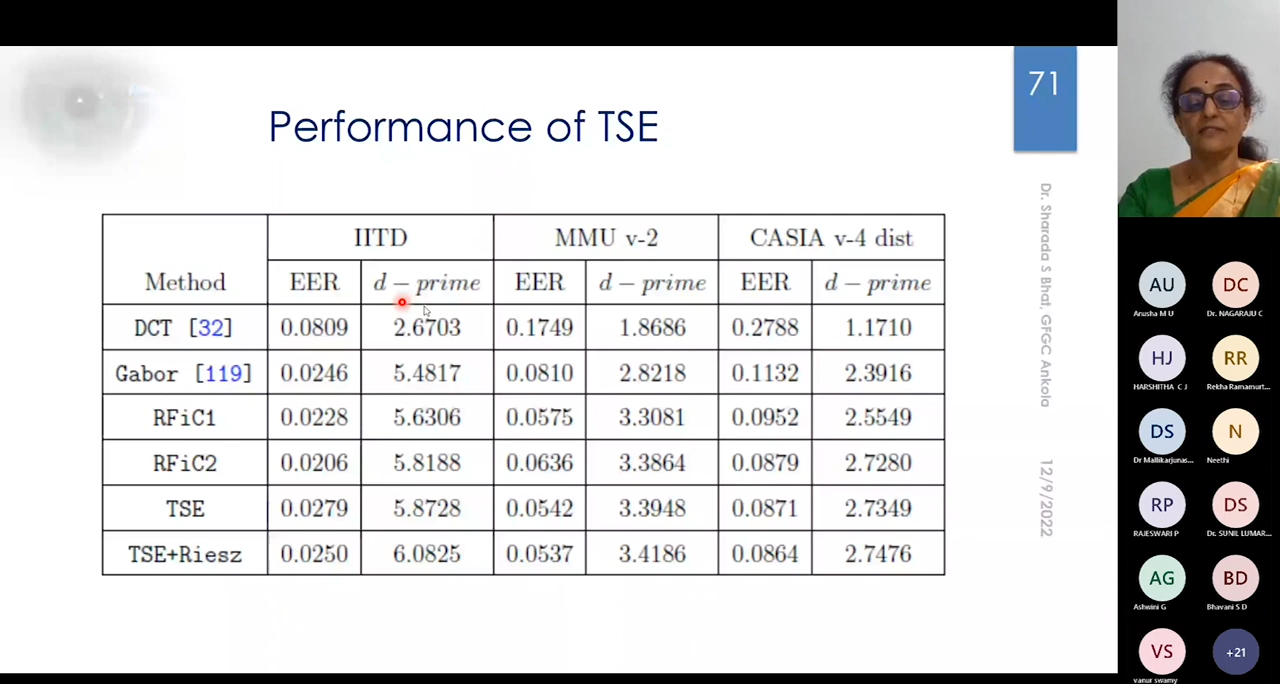 Performance of TSE
71
Dr. Sharada S Bhat, GFGC Ankola
12/9/2022
Method IITD MMU v-2 CASIA v-4 dist
EER d − prime EER d − prime EER d − prime
DCT [32] 0.0809 2.6703 0.1749 1.8686 0.2788 1.1710
Gabor [119] 0.0246 5.4817 0.0810 2.8218 0.1132 2.3916
RFiC1 0.0228 5.6306 0.0575 3.3081 0.0952 2.5549
RFiC2 0.0206 5.8188 0.0636 3.3864 0.0879 2.7280
TSE 0.0279 5.8728 0.0542 3.3948 0.0871 2.7349
TSE+Riesz 0.0250 6.0825 0.0537 3.4186 0.0864 2.7476
AU DC
Anusha M U Dr. NAGARAJU C
HJ RR
HARSHITHA C J Rekha Ramamurt...
DS N
Dr Mallikarjunas... Neethi
RP DS
RAJESWARI P Dr. SUNIL LUMAR...
AG BD
Ashwini G Bhavani S D
VS +21
vanur swamy